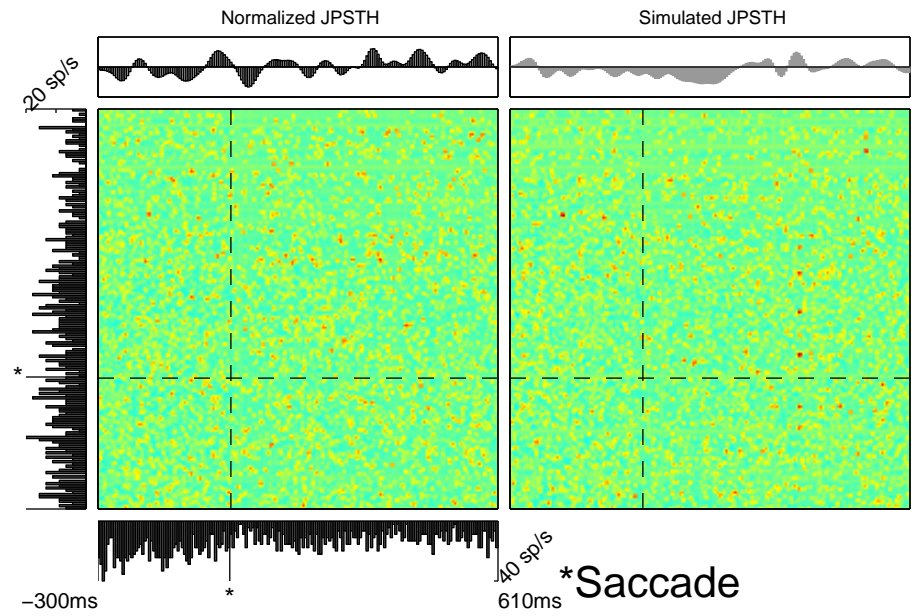 Normalized JPSTH
Simulated JPSTH
20 sp/s
*
40 sp/s
*Saccade
*
−300ms
610ms